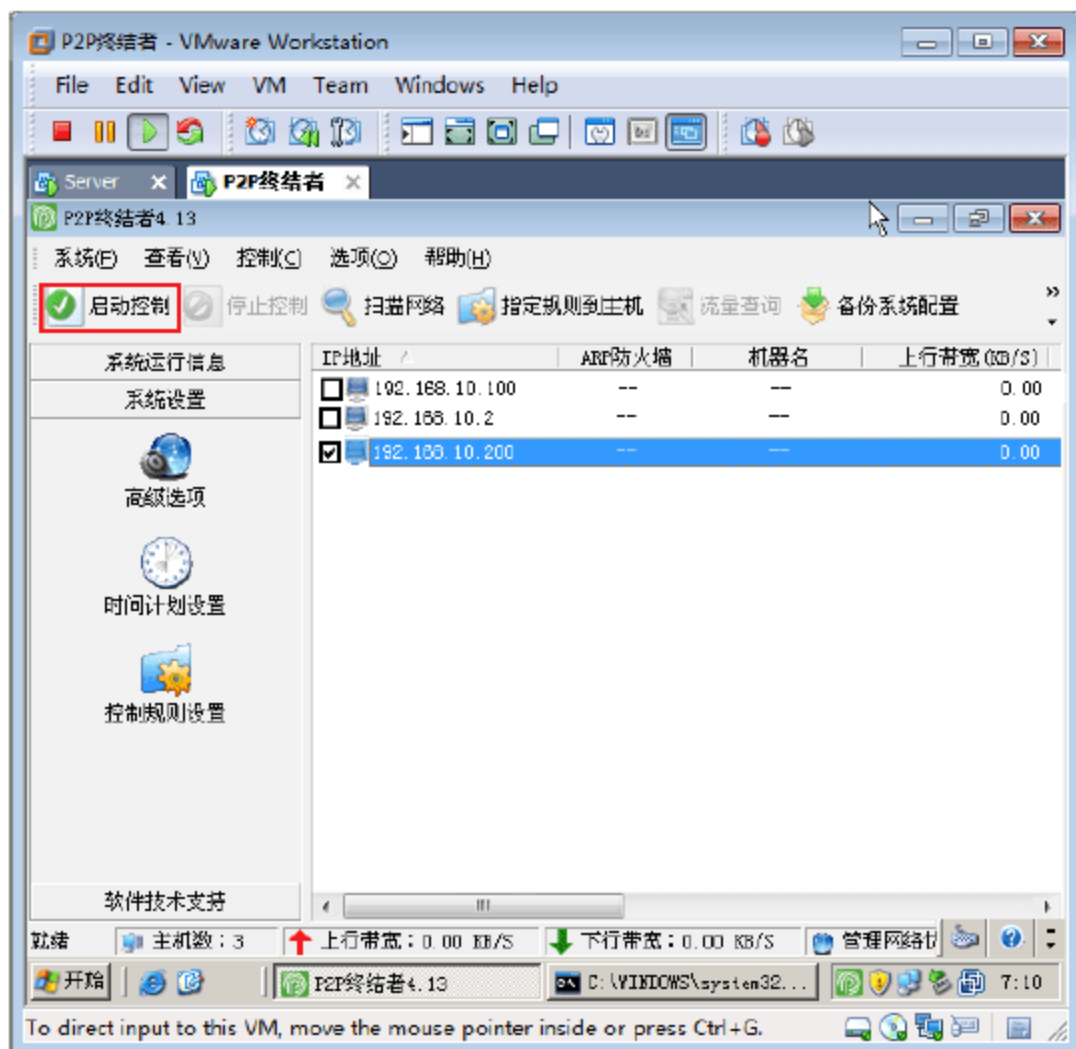 P2P终结者 - VMware Workstation
File Edit View VM Team Windows Help
Server P2P终结者
P2P终结者4.13
系统(F) 查看(V) 控制(C) 选项(O) 帮助(H)
启动控制 停止控制 扫描网络 指定规则到主机 流量查询 备份系统配置
系统运行信息
系统设置
高级选项
时间计划设置
控制规则设置
软件技术支持
IP地址 ARP防火墙 机器名 上行带宽(KB/S)
192.168.10.100 -- -- 0.00
192.168.10.2 -- -- 0.00
192.168.10.200 -- -- 0.00
就绪 主机数:3 上行带宽:0.00 KB/S 下行带宽:0.00 KB/S 管理网络
开始 P2P终结者4.13 C:\WINDOWS\system32... 7:10
To direct input to this VM, move the mouse pointer inside or press Ctrl+G.